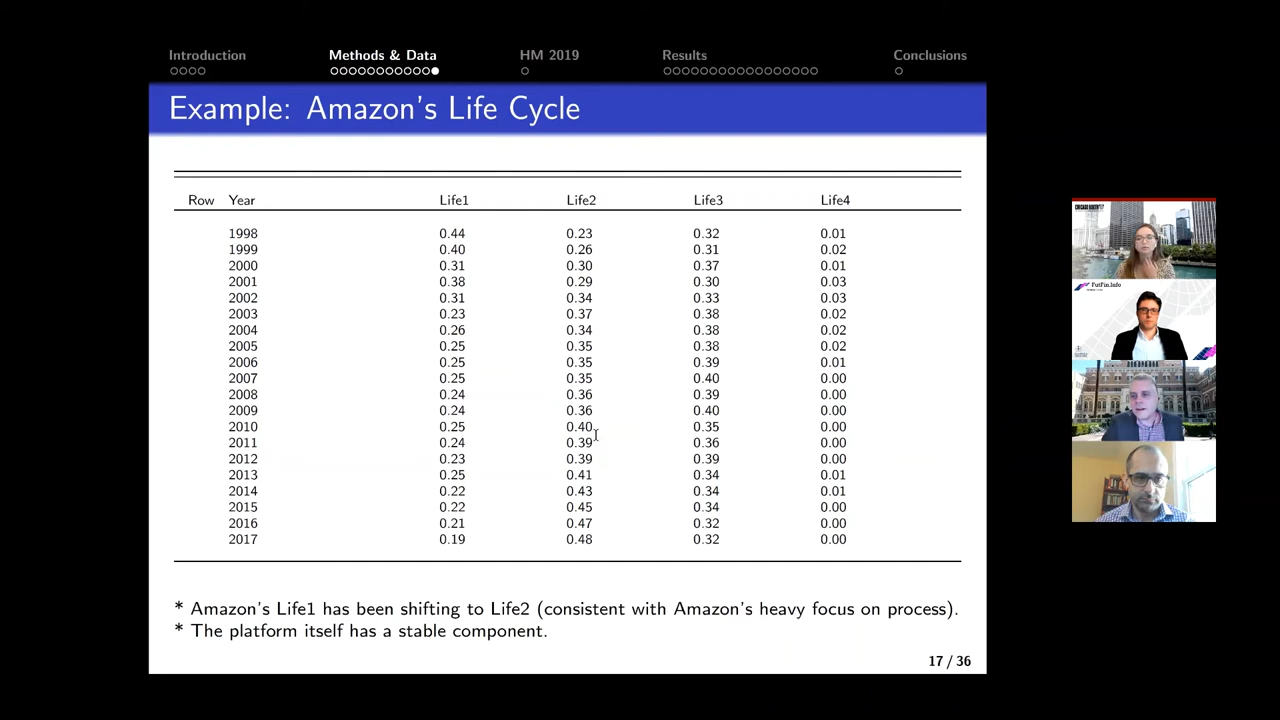 Introduction Methods & Data HM 2019 Results Conclusions
Example: Amazon's Life Cycle
Row Year Life1 Life2 Life3 Life4
1998 0.44 0.23 0.32 0.01
1999 0.40 0.26 0.31 0.02
2000 0.31 0.30 0.37 0.01
2001 0.38 0.29 0.30 0.03
2002 0.31 0.34 0.33 0.03
2003 0.23 0.37 0.38 0.02
2004 0.26 0.34 0.38 0.02
2005 0.25 0.35 0.38 0.02
2006 0.25 0.35 0.39 0.01
2007 0.25 0.35 0.40 0.00
2008 0.24 0.36 0.39 0.00
2009 0.24 0.36 0.40 0.00
2010 0.25 0.40 0.35 0.00
2011 0.24 0.39 0.36 0.00
2012 0.23 0.39 0.39 0.00
2013 0.25 0.41 0.34 0.01
2014 0.22 0.43 0.34 0.01
2015 0.22 0.45 0.34 0.00
2016 0.21 0.47 0.32 0.00
2017 0.19 0.48 0.32 0.00
* Amazon's Life1 has been shifting to Life2 (consistent with Amazon's heavy focus on process).
* The platform itself has a stable component.
17 / 36
CHICAGO BOOTH
FutFin.Info